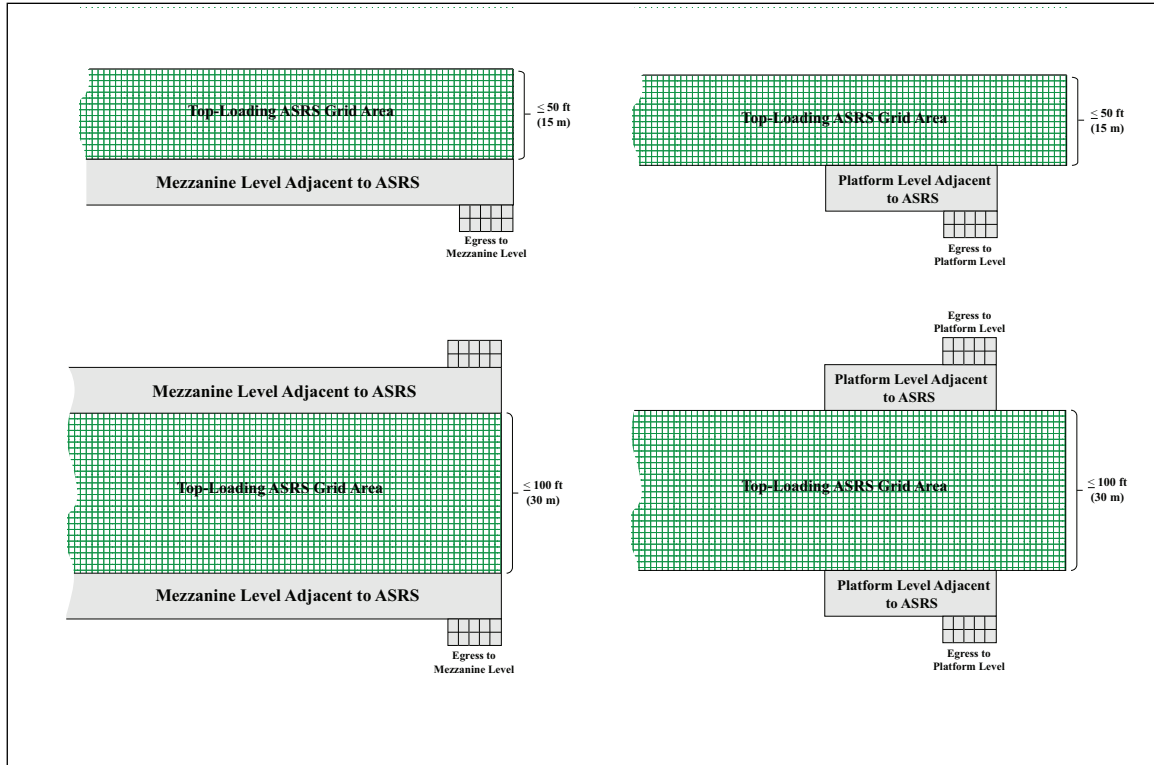 Top-Loading ASRS Grid Area
≤ 50 ft
(15 m)
Mezzanine Level Adjacent to ASRS
Egress to
Mezzanine Level
Top-Loading ASRS Grid Area
≤ 50 ft
(15 m)
Platform Level Adjacent
to ASRS
Egress to
Platform Level
Mezzanine Level Adjacent to ASRS
Top-Loading ASRS Grid Area
≤ 100 ft
(30 m)
Mezzanine Level Adjacent to ASRS
Egress to
Mezzanine Level
Egress to
Platform Level
Platform Level Adjacent
to ASRS
Top-Loading ASRS Grid Area
≤ 100 ft
(30 m)
Platform Level Adjacent
to ASRS
Egress to
Platform Level